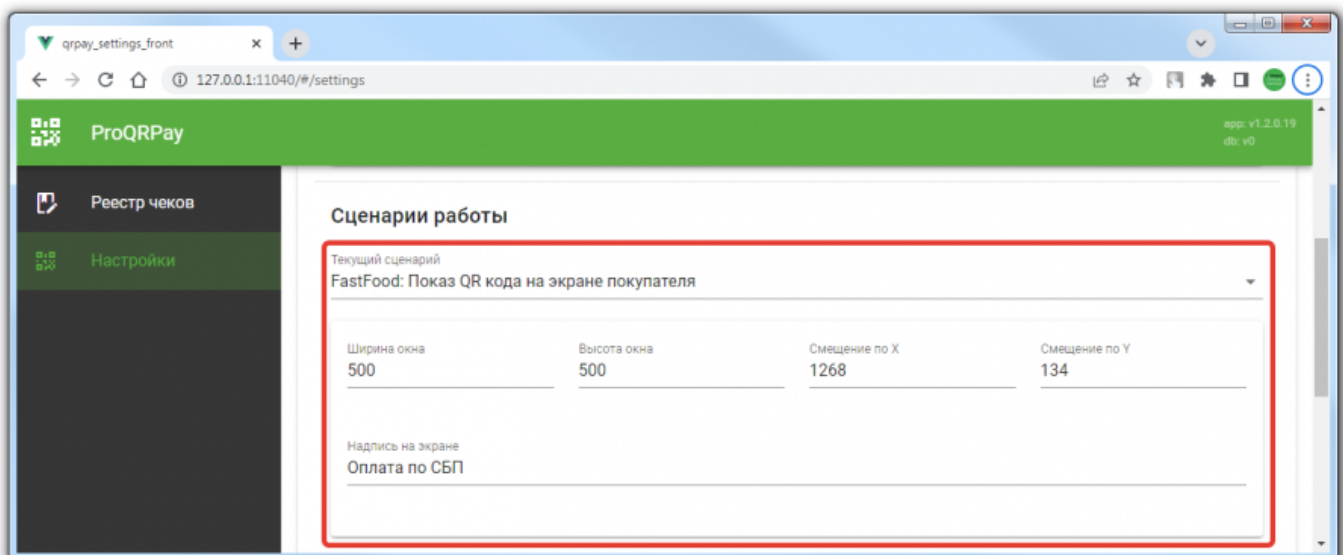 qrpay_settings_front
127.0.0.1:11040/#/settings
ProQRPay
app: v1.2.0.19
db: v0
Реестр чеков
Настройки
Сценарии работы
Текущий сценарий
FastFood: Показ QR кода на экране покупателя
Ширина окна
Высота окна
Смещение по X
Смещение по Y
500
500
1268
134
Надпись на экране
Оплата по СБП